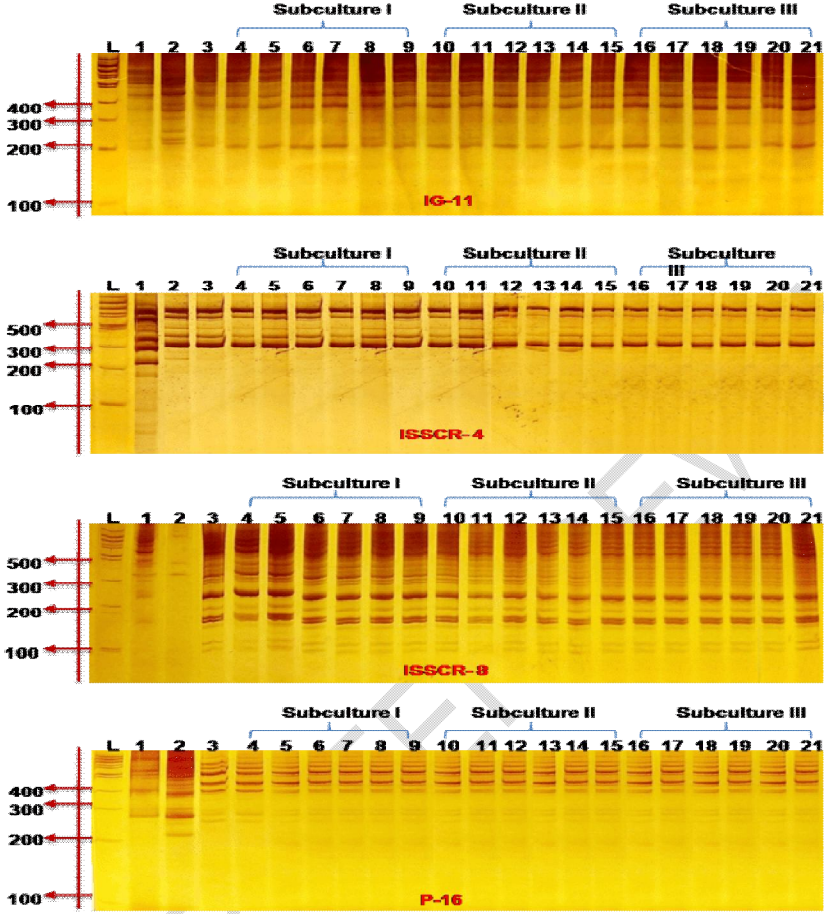 Subculture I Subculture II Subculture III
L 1 2 3 4 5 6 7 8 9 10 11 12 13 14 15 16 17 18 19 20 21
400
300
200
100
IG-11
Subculture I Subculture II Subculture III
L 1 2 3 4 5 6 7 8 9 10 11 12 13 14 15 16 17 18 19 20 21
500
300
200
100
ISSCR-4
Subculture I Subculture II Subculture III
L 1 2 3 4 5 6 7 8 9 10 11 12 13 14 15 16 17 18 19 20 21
500
300
200
100
ISSCR-8
Subculture I Subculture II Subculture III
L 1 2 3 4 5 6 7 8 9 10 11 12 13 14 15 16 17 18 19 20 21
400
300
200
100
P-16